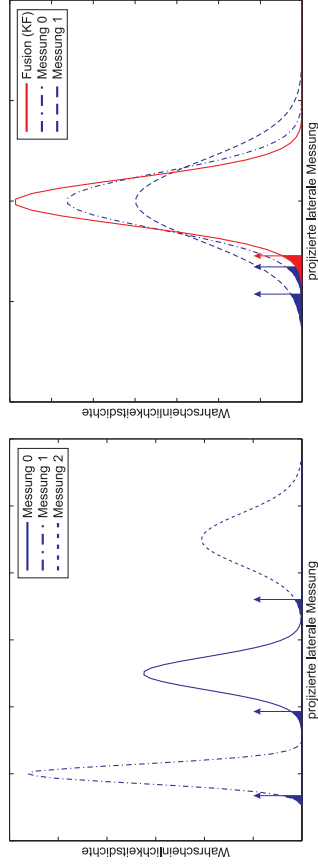 Wahrscheinlichkeitsdichte
Messung 0
Messung 1
Messung 2
projizierte laterale Messung
Wahrscheinlichkeitsdichte
Fusion (KF)
Messung 0
Messung 1
projizierte laterale Messung